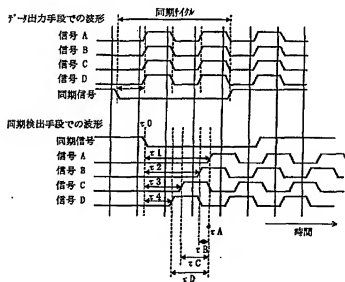 データ出力手段での波形
同期サイクル
信号 A
信号 B
信号 C
信号 D
同期信号
同期検出手段での波形
τ0
同期信号
信号 A
τ1
信号 B
τ2
信号 C
τ3
信号 D
τ4
τA
τB
τC
τD
時間